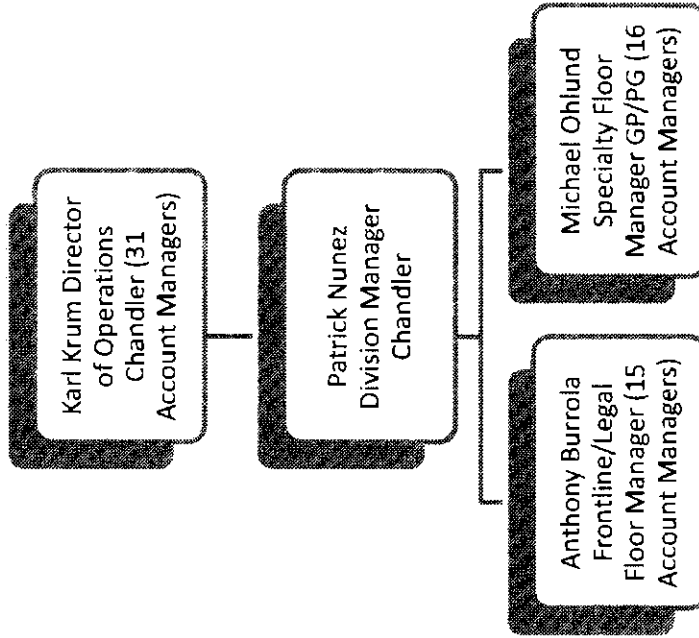 Karl Krum Director
of Operations
Chandler (31
Account Managers)
Patrick Nunez
Division Manager
Chandler
Anthony Burrola
Frontline/Legal
Floor Manager (15
Account Managers)
Michael Ohlund
Specialty Floor
Manager GP/PG (16
Account Managers)